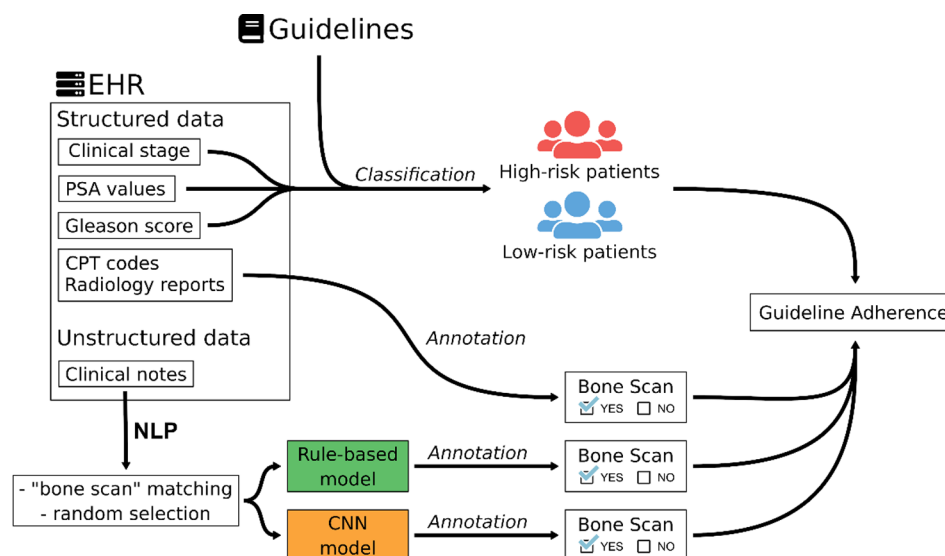 Guidelines
EHR
Structured data
Clinical stage
PSA values
Gleason score
CPT codes
Radiology reports
Unstructured data
Clinical notes
Classification
High-risk patients
Low-risk patients
Annotation
Guideline Adherence
NLP
- "bone scan" matching
- random selection
Rule-based
model
CNN
model
Annotation
Annotation
Bone Scan
YES NO
Bone Scan
YES NO
Bone Scan
YES NO